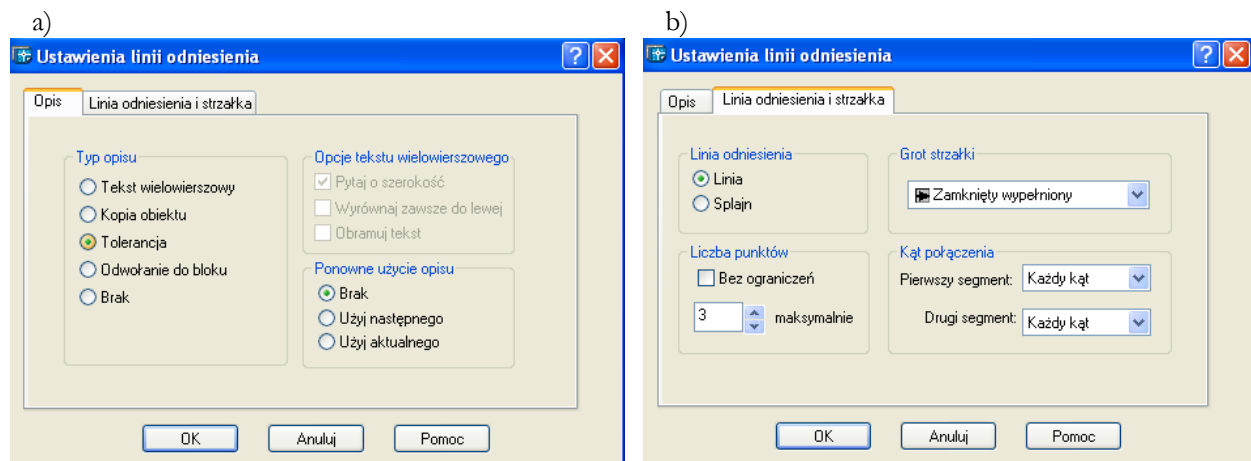 a)
Ustawienia linii odniesienia
Opis
Linia odniesienia i strzałka
Typ opisu
Tekst wielowierszowy
Kopia obiektu
Tolerancja
Odwołanie do bloku
Brak
Opcje tekstu wielowierszowego
Pytaj o szerokość
Wyrównaj zawsze do lewej
Obramuj tekst
Ponowne użycie opisu
Brak
Użyj następnego
Użyj aktualnego
OK
Anuluj
Pomoc
b)
Ustawienia linii odniesienia
Opis
Linia odniesienia i strzałka
Linia odniesienia
Linia
Splajn
Grot strzałki
Zamknięty wypełniony
Liczba punktów
Bez ograniczeń
3 maksymalnie
Kąt połączenia
Pierwszy segment: Każdy kąt
Drugi segment: Każdy kąt
OK
Anuluj
Pomoc